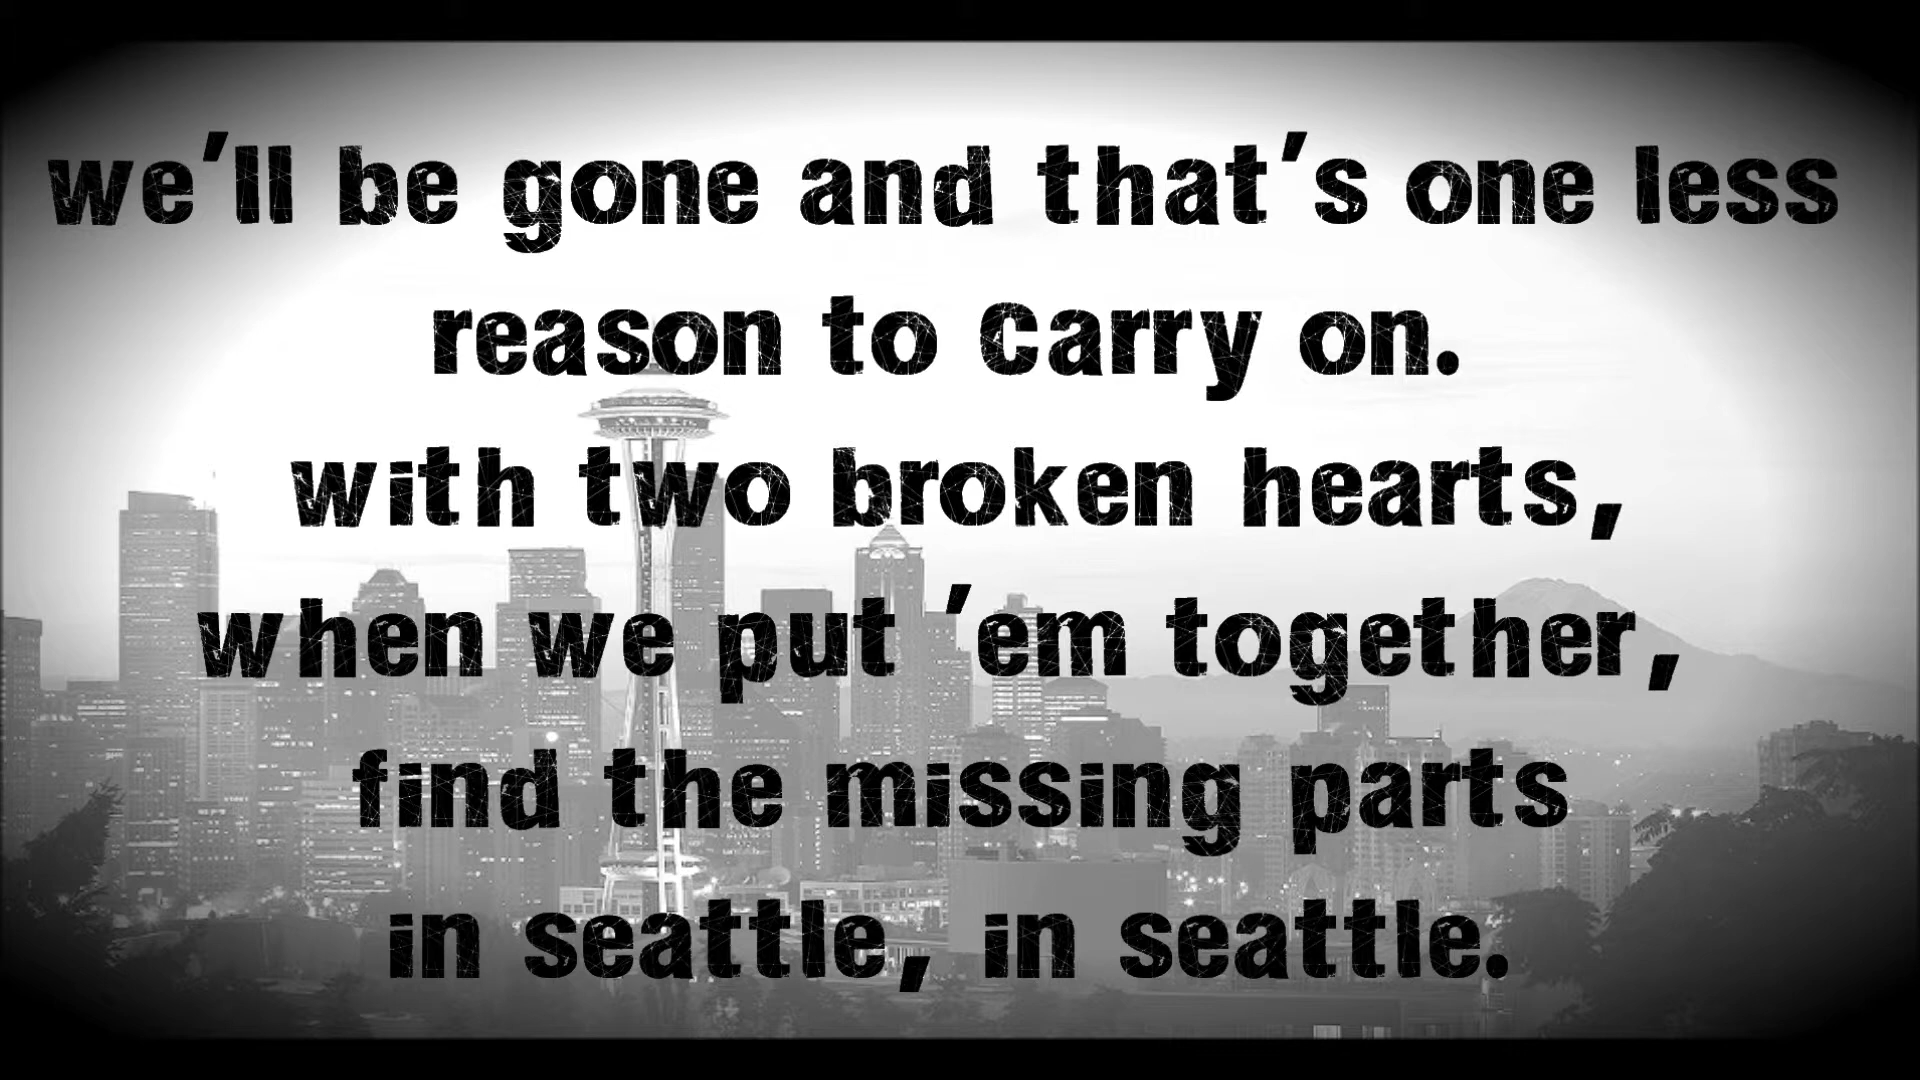 we'll be gone and that's one less
reason to carry on.
with two broken hearts,
when we put 'em together,
find the missing parts
in seattle, in seattle.